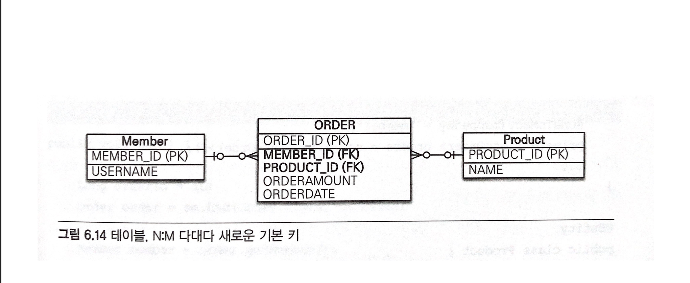 Member
MEMBER_ID (PK)
USERNAME
ORDER
ORDER_ID (PK)
MEMBER_ID (FK)
PRODUCT_ID (FK)
ORDERAMOUNT
ORDERDATE
Product
PRODUCT_ID (PK)
NAME
그림 6.14 테이블, N:M 다대다 새로운 기본 키